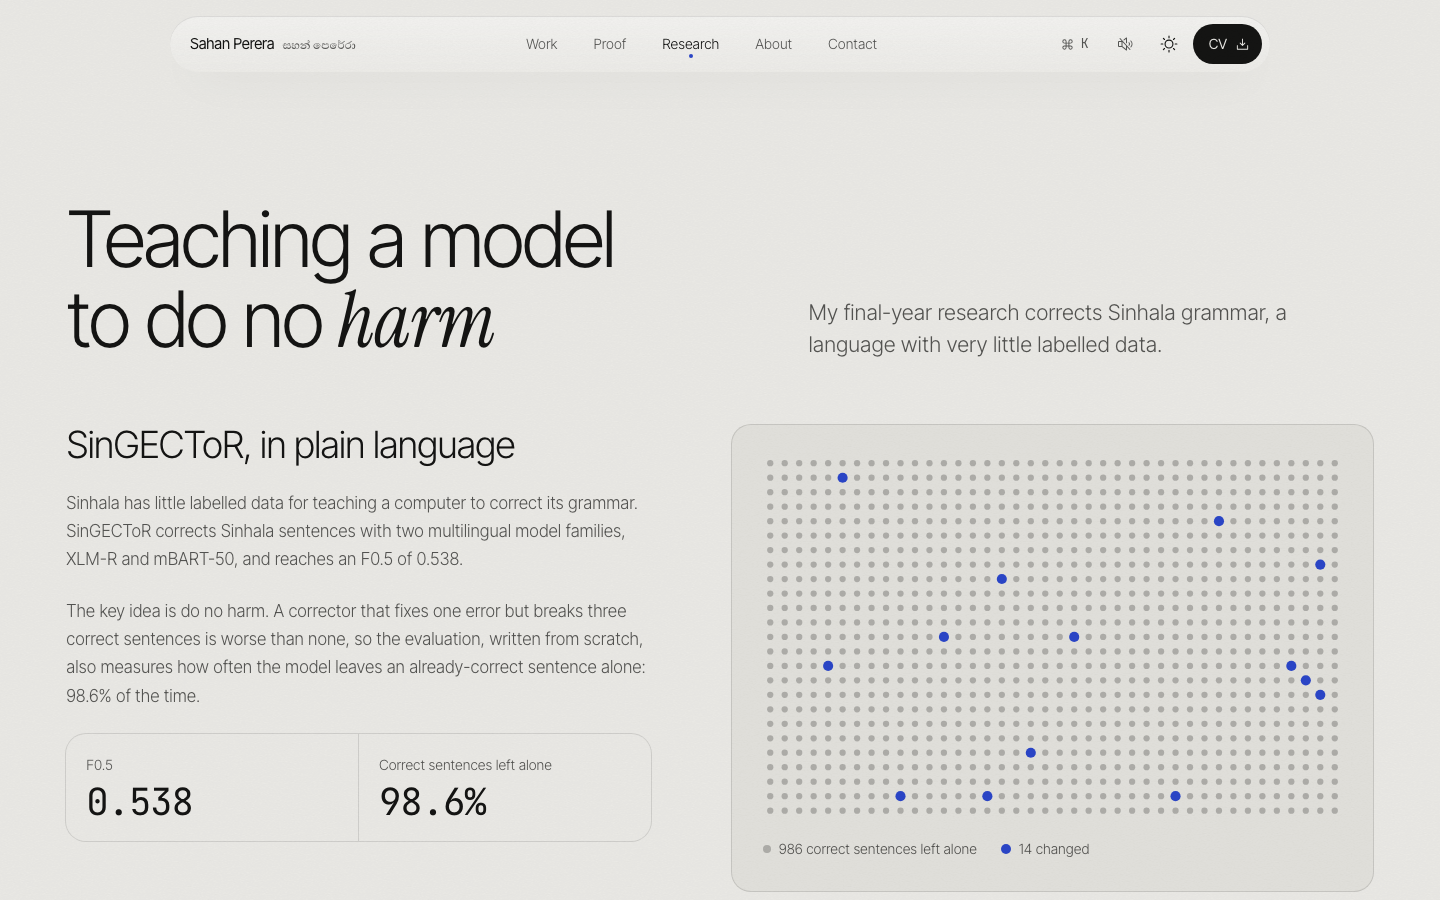 Sahan Perera සහන් පෙරේරා
Work
Proof
Research
About
Contact
⌘ K
CV
Teaching a model
to do no harm
My final-year research corrects Sinhala grammar, a
language with very little labelled data.
SinGECToR, in plain language
Sinhala has little labelled data for teaching a computer to correct its grammar.
SinGECToR corrects Sinhala sentences with two multilingual model families,
XLM-R and mBART-50, and reaches an F0.5 of 0.538.
The key idea is do no harm. A corrector that fixes one error but breaks three
correct sentences is worse than none, so the evaluation, written from scratch,
also measures how often the model leaves an already-correct sentence alone:
98.6% of the time.
F0.5
0.538
Correct sentences left alone
98.6%
986 correct sentences left alone
14 changed